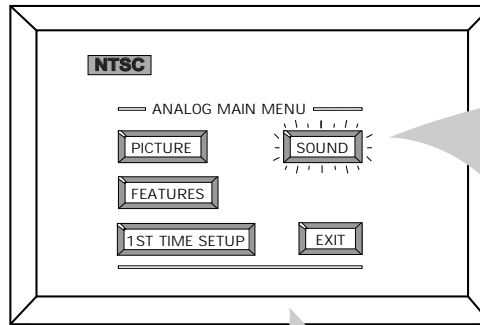 NTSC
ANALOG MAIN MENU
PICTURE SOUND
FEATURES
1ST TIME SETUP EXIT